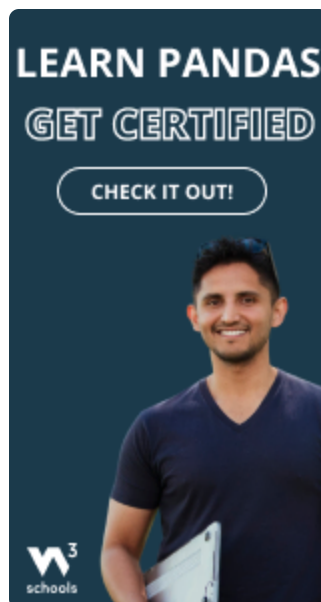 LEARN PANDAS
GET CERTIFIED
CHECK IT OUT!
w3
schools